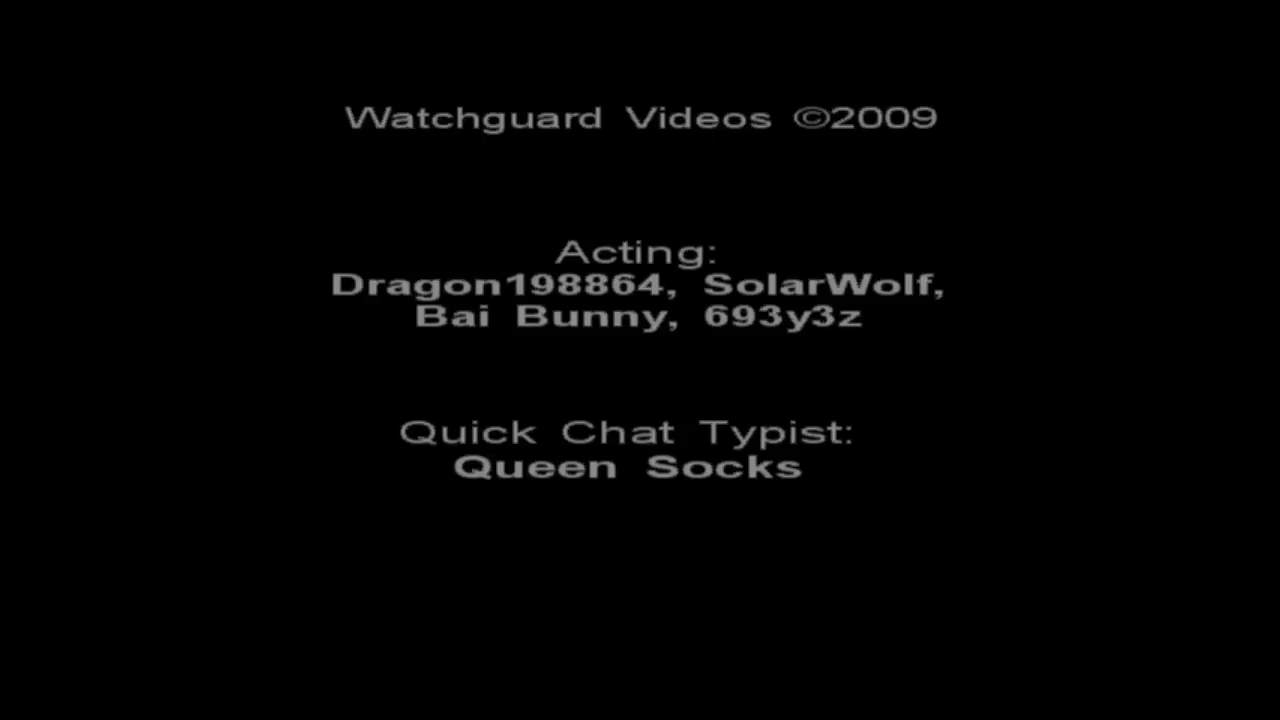 Watchguard Videos ©2009
Acting:
Dragon198864, SolarWolf,
Bai Bunny, 693y3z
Quick Chat Typist:
Queen Socks